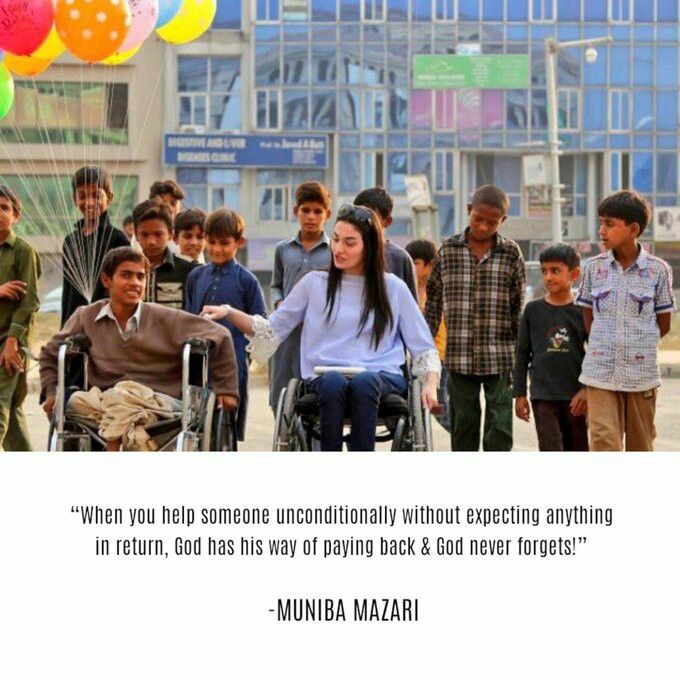 DIGESTIVE AND LIVER
DISEASES CLINIC
“When you help someone unconditionally without expecting anything
in return, God has his way of paying back & God never forgets!”
-MUNIBA MAZARI